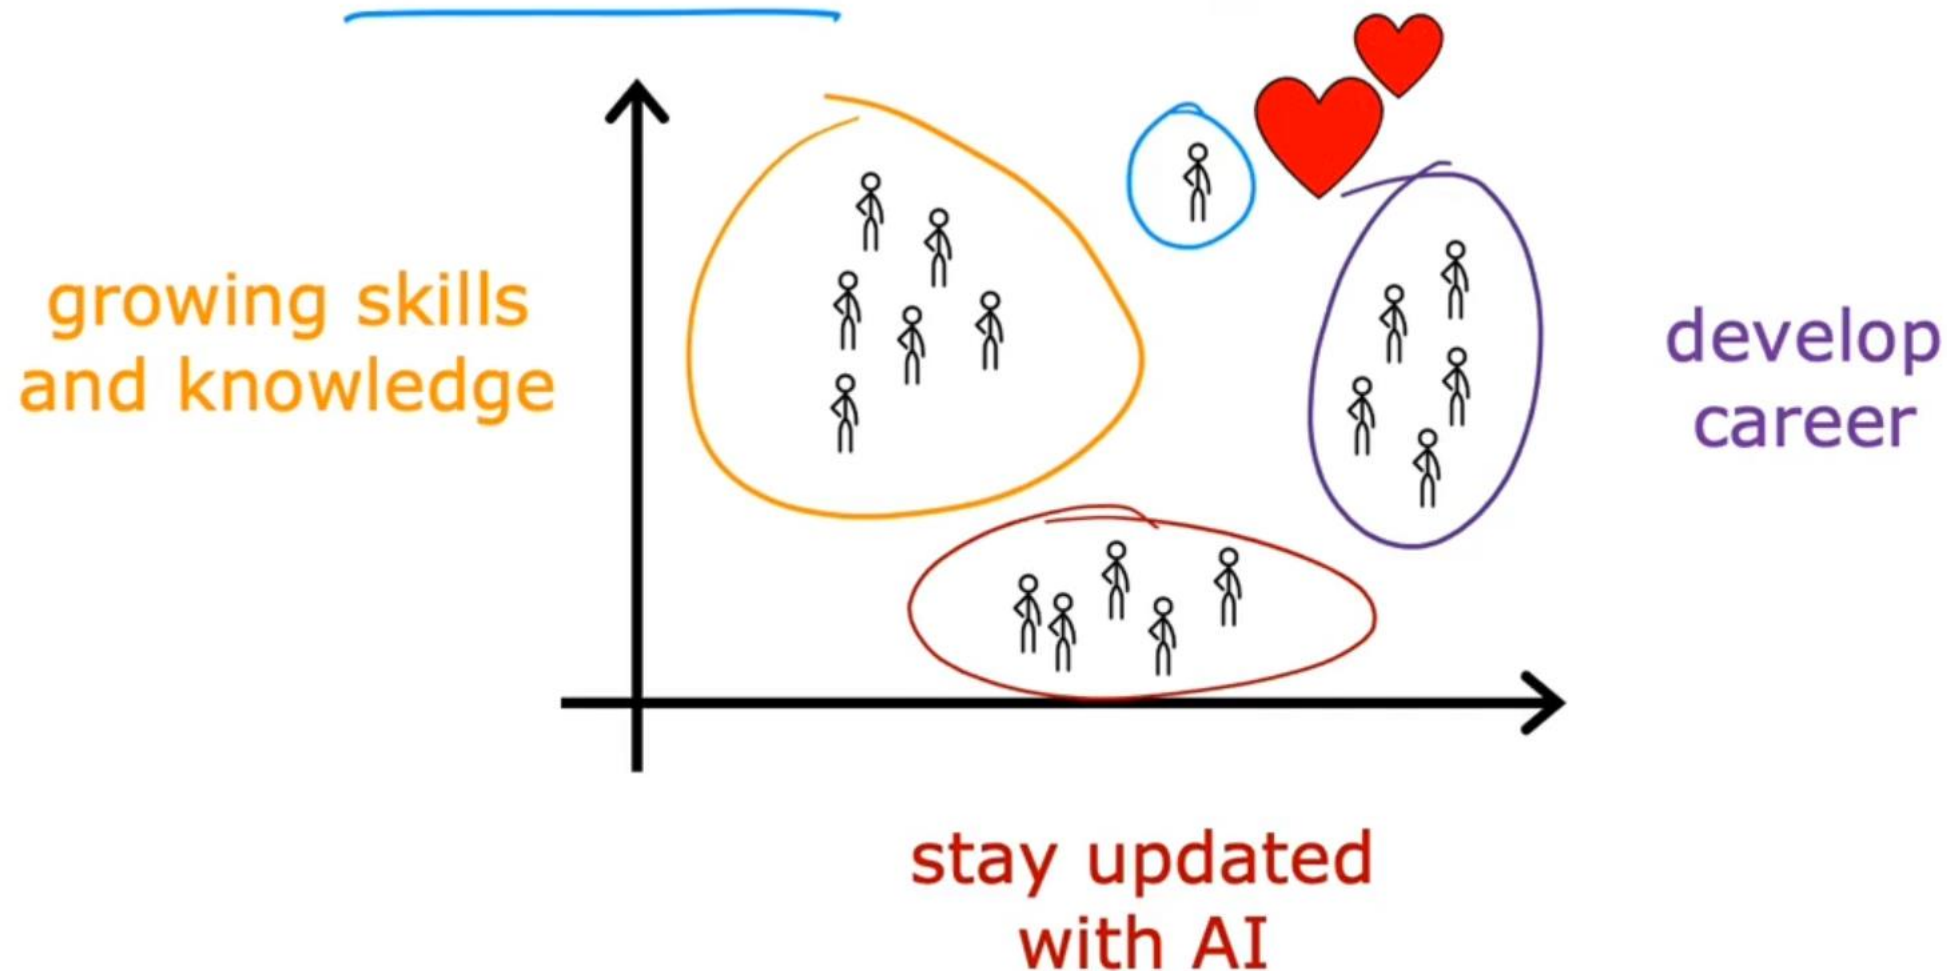 growing skills
and knowledge
develop
career
stay updated
with AI